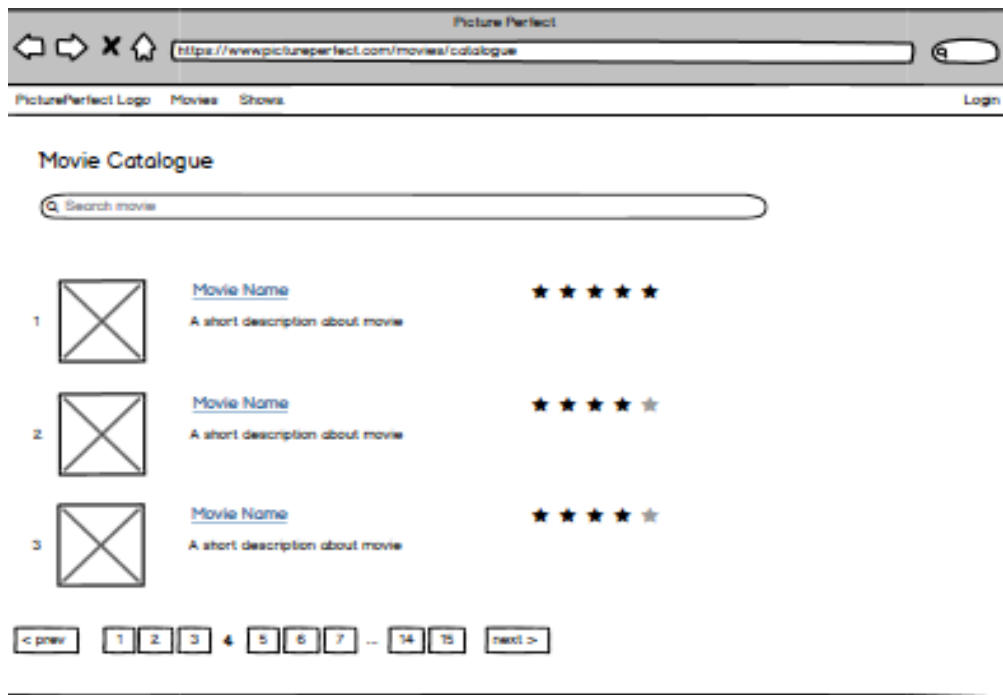 Picture Perfect
https://www.pictureperfect.com/movies/catalogue
PicturePerfect Logo Movies Shows Login
Movie Catalogue
Search movie
Movie Name
1 A short description about movie
Movie Name
2 A short description about movie
Movie Name
3 A short description about movie
< prev 1 2 3 4 5 6 7 ... 14 15 next >